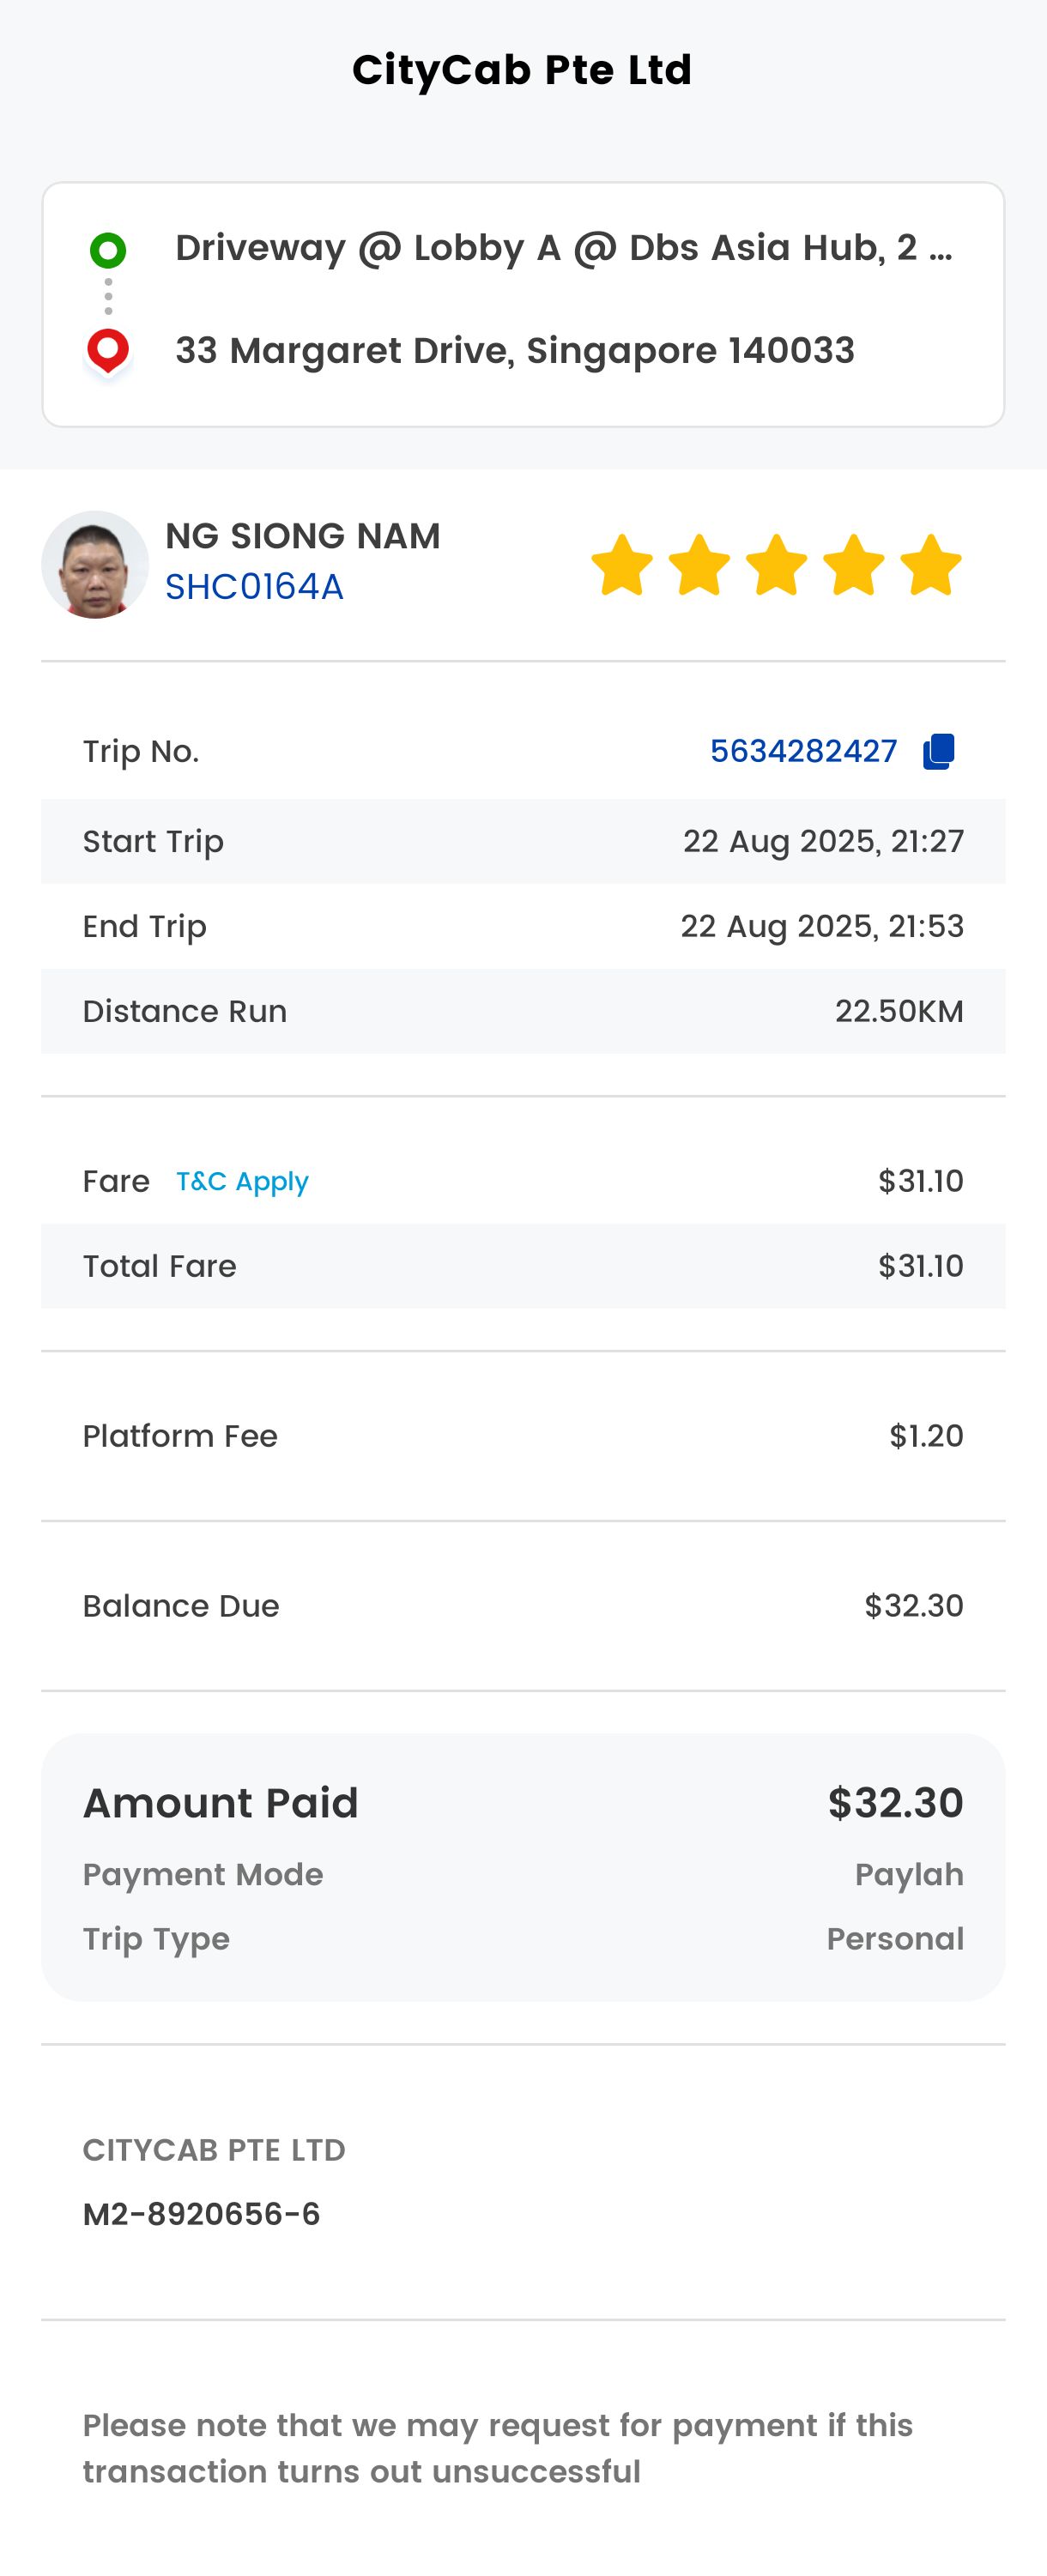 CityCab Pte Ltd
Driveway @ Lobby A @ Dbs Asia Hub, 2 ...
33 Margaret Drive, Singapore 140033
NG SIONG NAM
SHC0164A
Trip No. 5634282427
Start Trip 22 Aug 2025, 21:27
End Trip 22 Aug 2025, 21:53
Distance Run 22.50KM
Fare T&C Apply $31.10
Total Fare $31.10
Platform Fee $1.20
Balance Due $32.30
Amount Paid $32.30
Payment Mode Paylah
Trip Type Personal
CITYCAB PTE LTD
M2-8920656-6
Please note that we may request for payment if this
transaction turns out unsuccessful